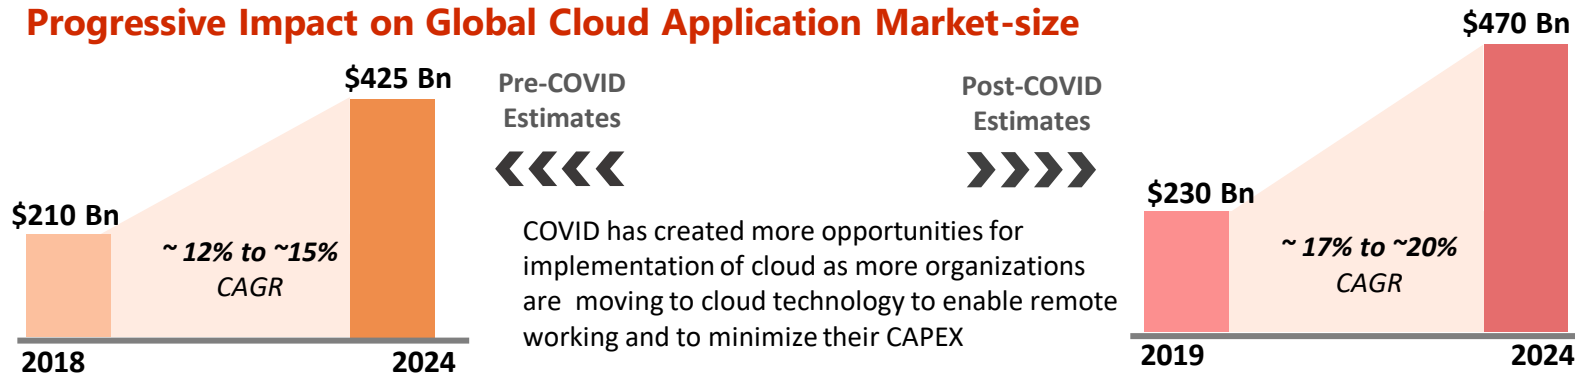 Progressive Impact on Global Cloud Application Market-size
$425 Bn
$210 Bn
~ 12% to ~15%
CAGR
2018
2024
Pre-COVID
Estimates
Post-COVID
Estimates
COVID has created more opportunities for
implementation of cloud as more organizations
are moving to cloud technology to enable remote
working and to minimize their CAPEX
$470 Bn
$230 Bn
~ 17% to ~20%
CAGR
2019
2024